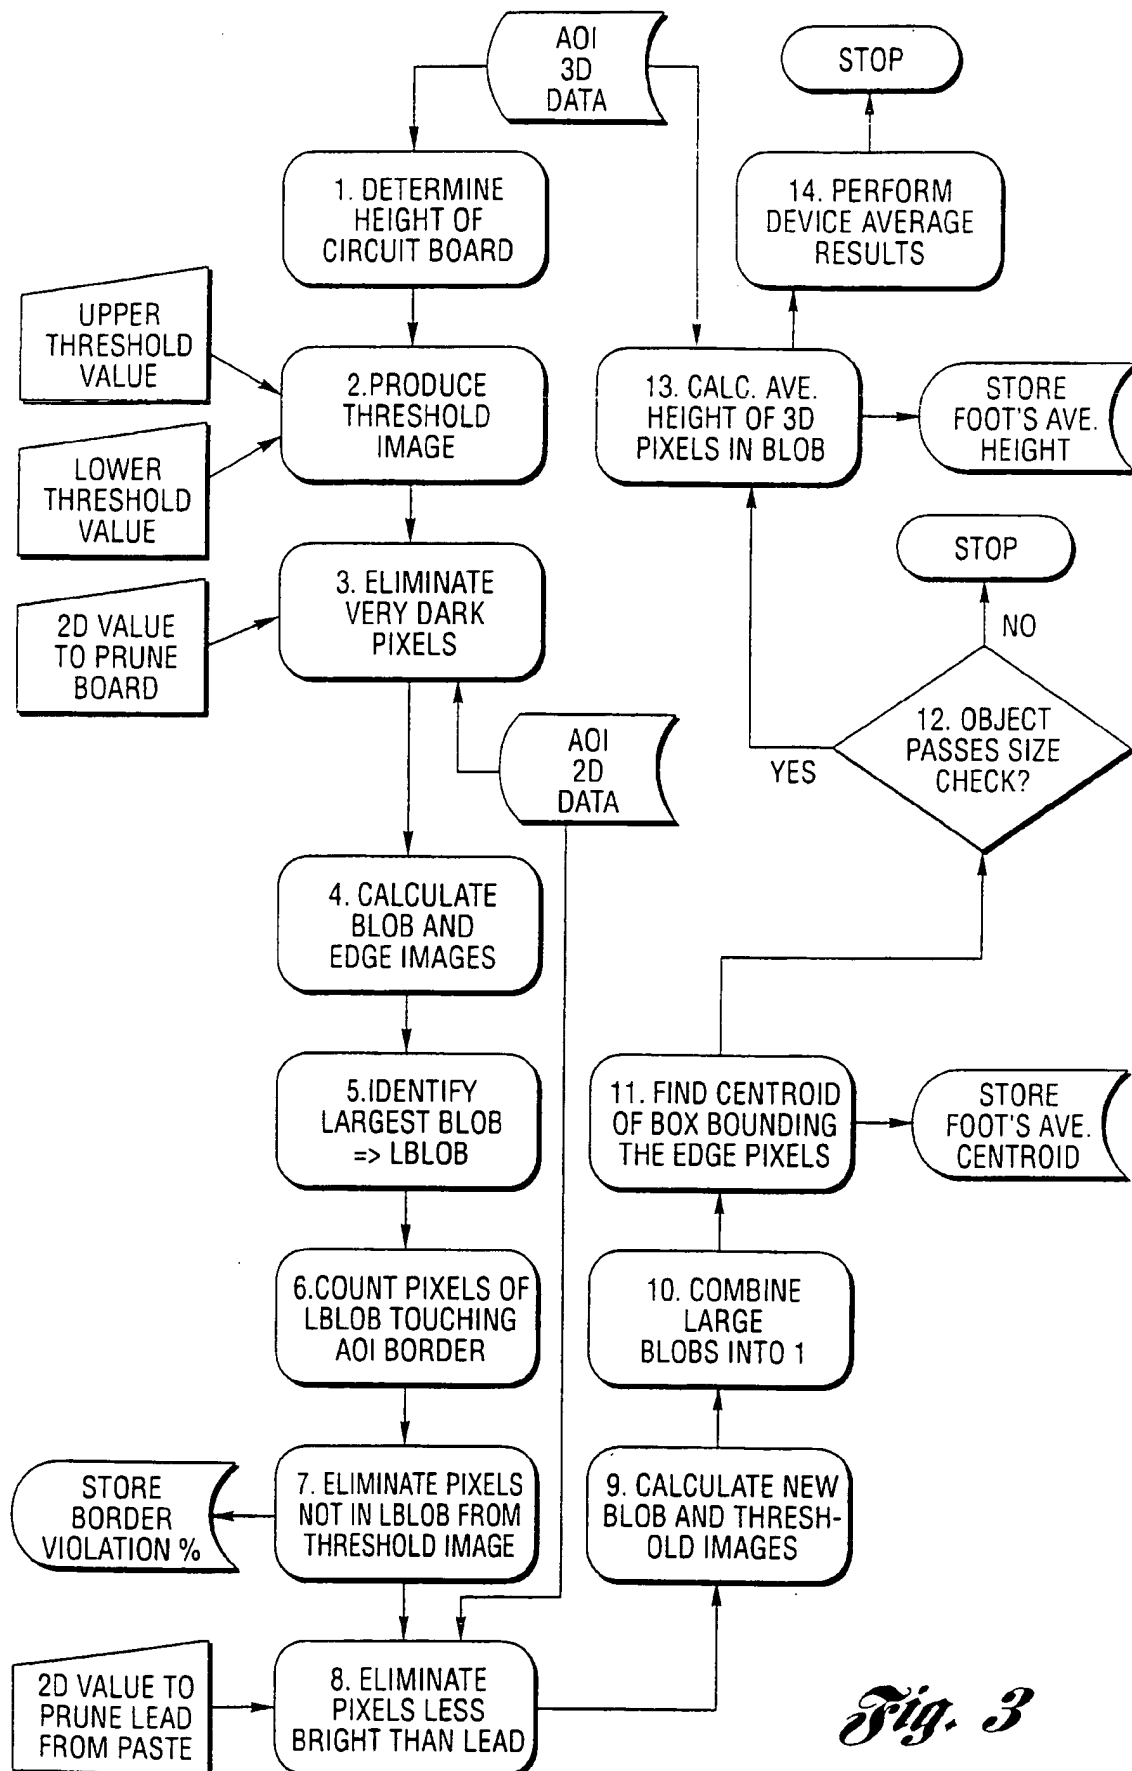 AOI
3D
DATA
STOP
1. DETERMINE
HEIGHT OF
CIRCUIT BOARD
14. PERFORM
DEVICE AVERAGE
RESULTS
UPPER
THRESHOLD
VALUE
2.PRODUCE
THRESHOLD
IMAGE
13. CALC. AVE.
HEIGHT OF 3D
PIXELS IN BLOB
STORE
FOOT'S AVE.
HEIGHT
LOWER
THRESHOLD
VALUE
STOP
3. ELIMINATE
VERY DARK
PIXELS
2D VALUE
TO PRUNE
BOARD
NO
12. OBJECT
PASSES SIZE
CHECK?
YES
AOI
2D
DATA
4. CALCULATE
BLOB AND
EDGE IMAGES
5.IDENTIFY
LARGEST BLOB
=> LBLOB
11. FIND CENTROID
OF BOX BOUNDING
THE EDGE PIXELS
STORE
FOOT'S AVE.
CENTROID
6.COUNT PIXELS OF
LBLOB TOUCHING
AOI BORDER
10. COMBINE
LARGE
BLOBS INTO 1
STORE
BORDER
VIOLATION %
7. ELIMINATE PIXELS
NOT IN LBLOB FROM
THRESHOLD IMAGE
9. CALCULATE NEW
BLOB AND THRESH-
OLD IMAGES
2D VALUE TO
PRUNE LEAD
FROM PASTE
8. ELIMINATE
PIXELS LESS
BRIGHT THAN LEAD
Fig. 3